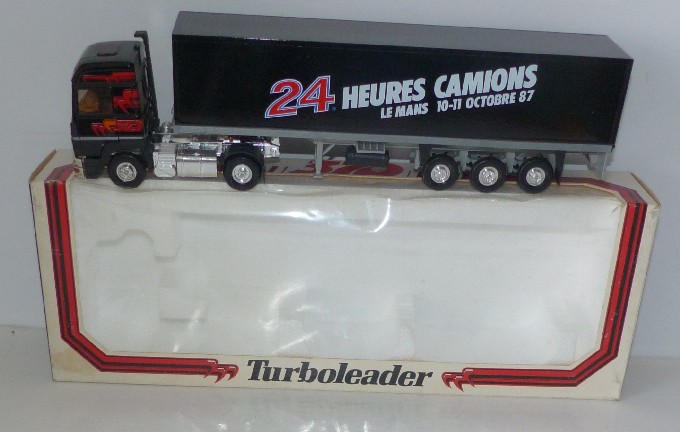 24 HEURES CAMIONS
LE MANS 10-11 OCTOBRE 87
Turboleader